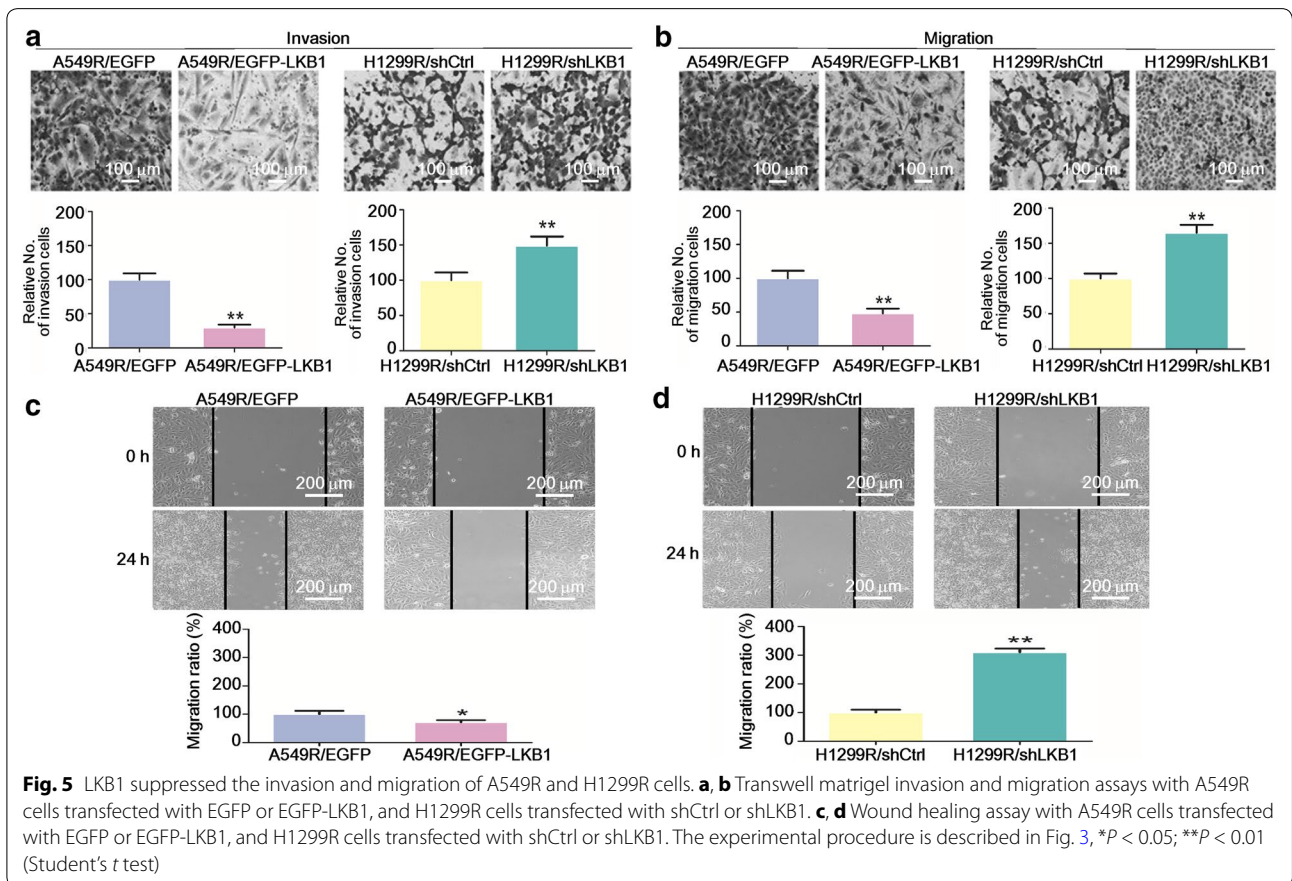 a
Invasion
A549R/EGFP A549R/EGFP-LKB1 H1299R/shCtrl H1299R/shLKB1
100 μm 100 μm 100 μm 100 μm
Relative No.
of invasion cells
200
150
100
50
0
**
A549R/EGFP A549R/EGFP-LKB1
Relative No.
of invasion cells
200
150
100
50
0
**
H1299R/shCtrl H1299R/shLKB1
b
Migration
A549R/EGFP A549R/EGFP-LKB1 H1299R/shCtrl H1299R/shLKB1
100 μm 100 μm 100 μm 100 μm
Relative No.
of migration cells
200
150
100
50
0
**
A549R/EGFP A549R/EGFP-LKB1
Relative No.
of migration cells
200
150
100
50
0
**
H1299R/shCtrl H1299R/shLKB1
c
A549R/EGFP A549R/EGFP-LKB1
0 h
200 μm 200 μm
24 h
200 μm 200 μm
Migration ratio (%)
400
300
200
100
0
*
A549R/EGFP A549R/EGFP-LKB1
d
H1299R/shCtrl H1299R/shLKB1
0 h
200 μm 200 μm
24 h
200 μm 200 μm
Migration ratio (%)
400
300
200
100
0
**
H1299R/shCtrl H1299R/shLKB1
Fig. 5 LKB1 suppressed the invasion and migration of A549R and H1299R cells. a, b Transwell matrigel invasion and migration assays with A549R
cells transfected with EGFP or EGFP-LKB1, and H1299R cells transfected with shCtrl or shLKB1. c, d Wound healing assay with A549R cells transfected
with EGFP or EGFP-LKB1, and H1299R cells transfected with shCtrl or shLKB1. The experimental procedure is described in Fig. 3, *P < 0.05; **P < 0.01
(Student's t test)